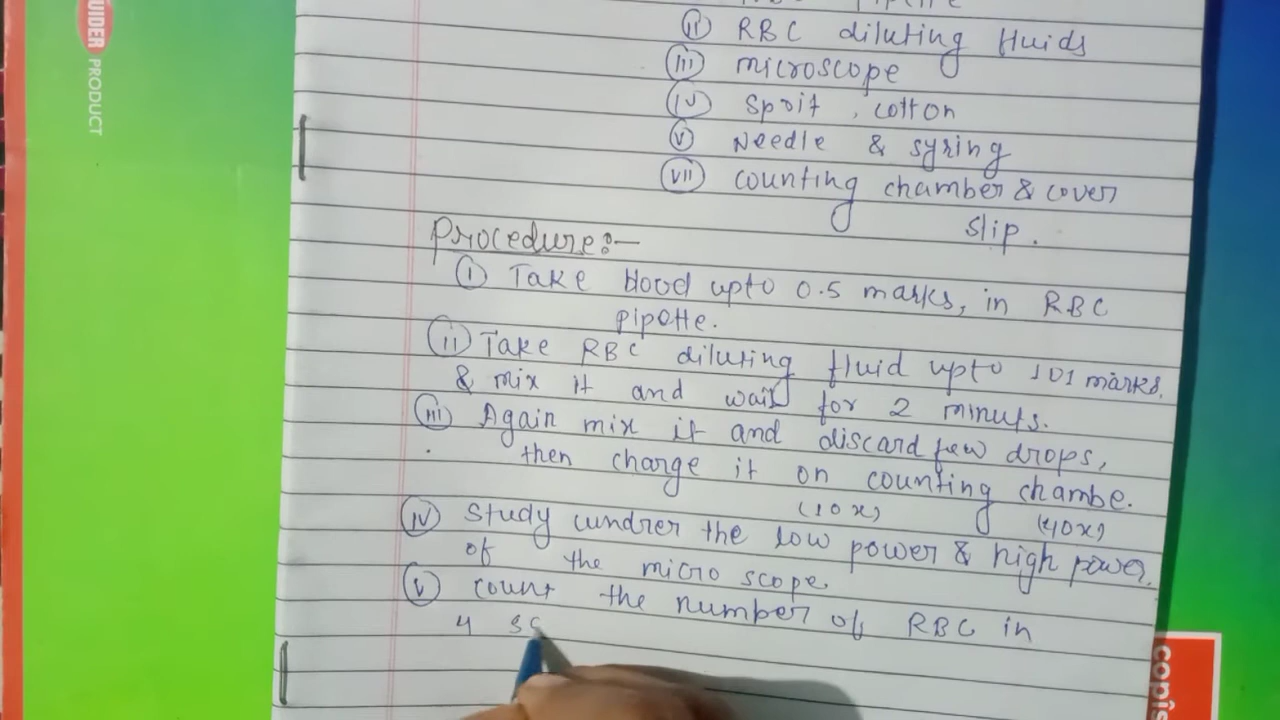 UIDER PRODUCT
(ii) RBC diluting fluids
(iii) microscope
(iv) sprit, cotton
(v) Needle & syring
(vii) counting chamber & cover
slip.
Procedure:-
(i) Take blood upto 0.5 marks, in RBC
pipette.
(ii) Take RBC diluting fluid upto 101 marks.
& mix it and wait for 2 minuts.
(iii) Again mix it and discard few drops,
then charge it on counting chambe.
(10x) (40x)
(iv) study undrer the low power & high power.
of the micro scope.
(v) count the number of RBC in
4
copis